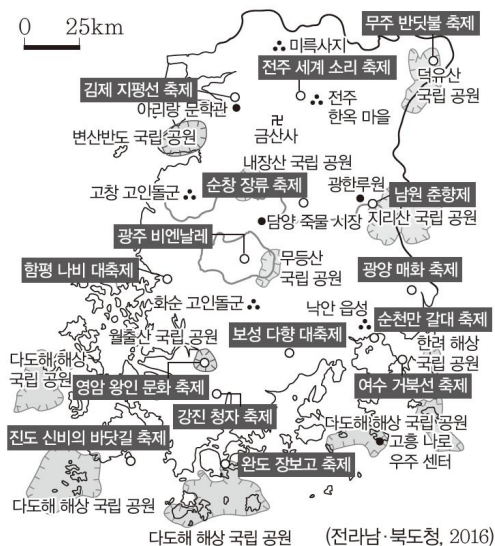 0 25km
무주 반딧불 축제
미륵사지
전주 세계 소리 축제
덕유산
국립 공원
김제 지평선 축제
아리랑 문학관
전주
한옥 마을
변산반도 국립 공원
금산사
내장산 국립 공원
고창 고인돌군
순창 장류 축제
광한루원
남원 춘향제
담양 죽물 시장
지리산 국립 공원
광주 비엔날레
함평 나비 대축제
무등산
국립 공원
광양 매화 축제
화순 고인돌군
낙안 읍성
순천만 갈대 축제
월출산 국립 공원
보성 다향 대축제
한려 해상
국립 공원
다도해 해상
국립 공원
영암 왕인 문화 축제
여수 거북선 축제
강진 청자 축제
다도해 해상 국립 공원
진도 신비의 바닷길 축제
고흥 나로
우주 센터
완도 장보고 축제
다도해 해상 국립 공원
다도해 해상 국립 공원
(전라남·북도청, 2016)